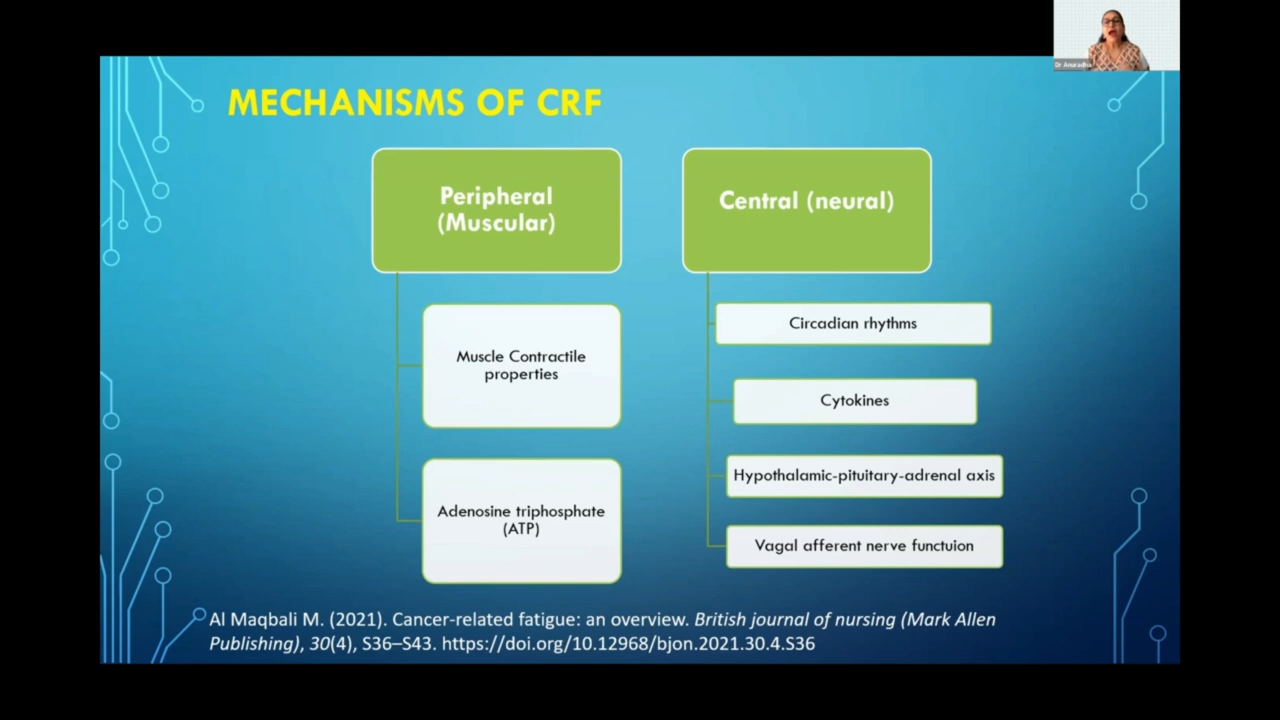 Dr Anuradha
MECHANISMS OF CRF
Peripheral
(Muscular)
Muscle Contractile
properties
Adenosine triphosphate
(ATP)
Central (neural)
Circadian rhythms
Cytokines
Hypothalamic-pituitary-adrenal axis
Vagal afferent nerve functuion
Al Maqbali M. (2021). Cancer-related fatigue: an overview. British journal of nursing (Mark Allen
Publishing), 30(4), S36–S43. https://doi.org/10.12968/bjon.2021.30.4.S36